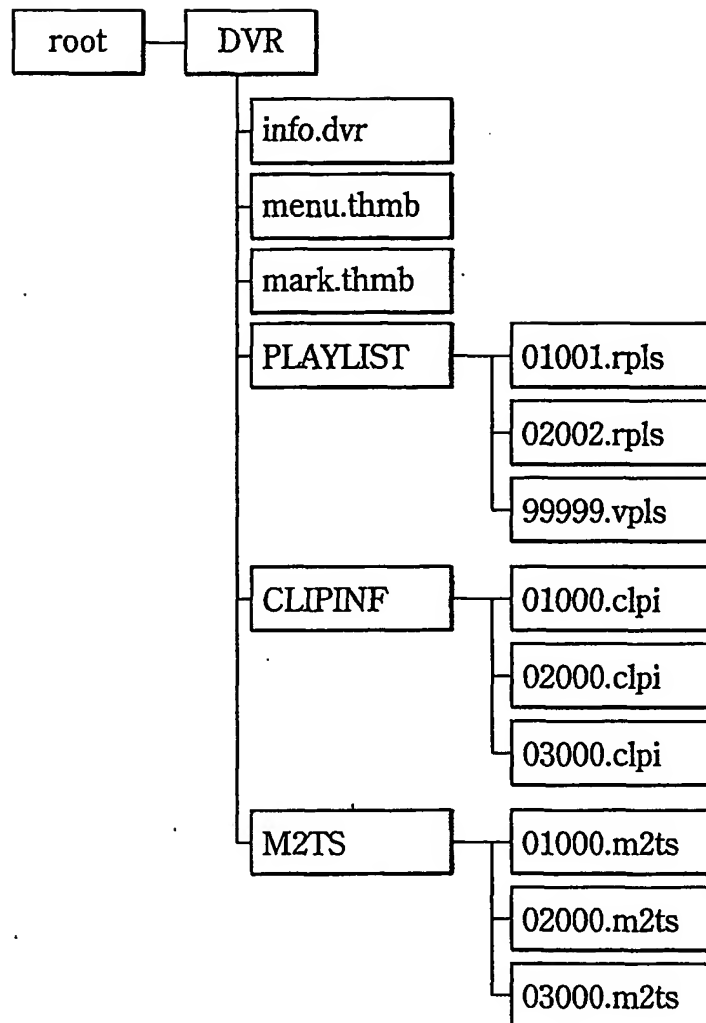 root
DVR
info.dvr
menu.thmb
mark.thmb
PLAYLIST
01001.rpls
02002.rpls
99999.vpls
CLIPINF
01000.clpi
02000.clpi
03000.clpi
M2TS
01000.m2ts
02000.m2ts
03000.m2ts